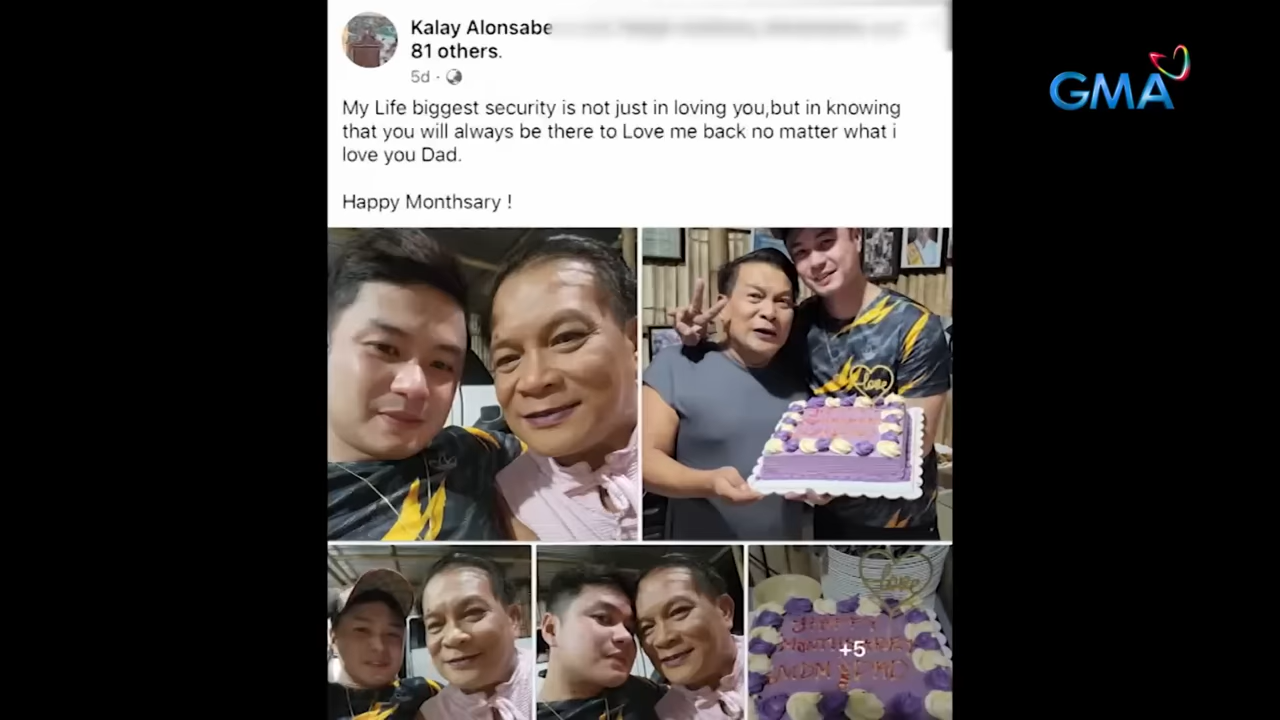 Kalay Alonsabe
81 others.
5d ·
GMA
My Life biggest security is not just in loving you,but in knowing
that you will always be there to Love me back no matter what i
love you Dad.
Happy Monthsary !
love
love
HAPPY
+5